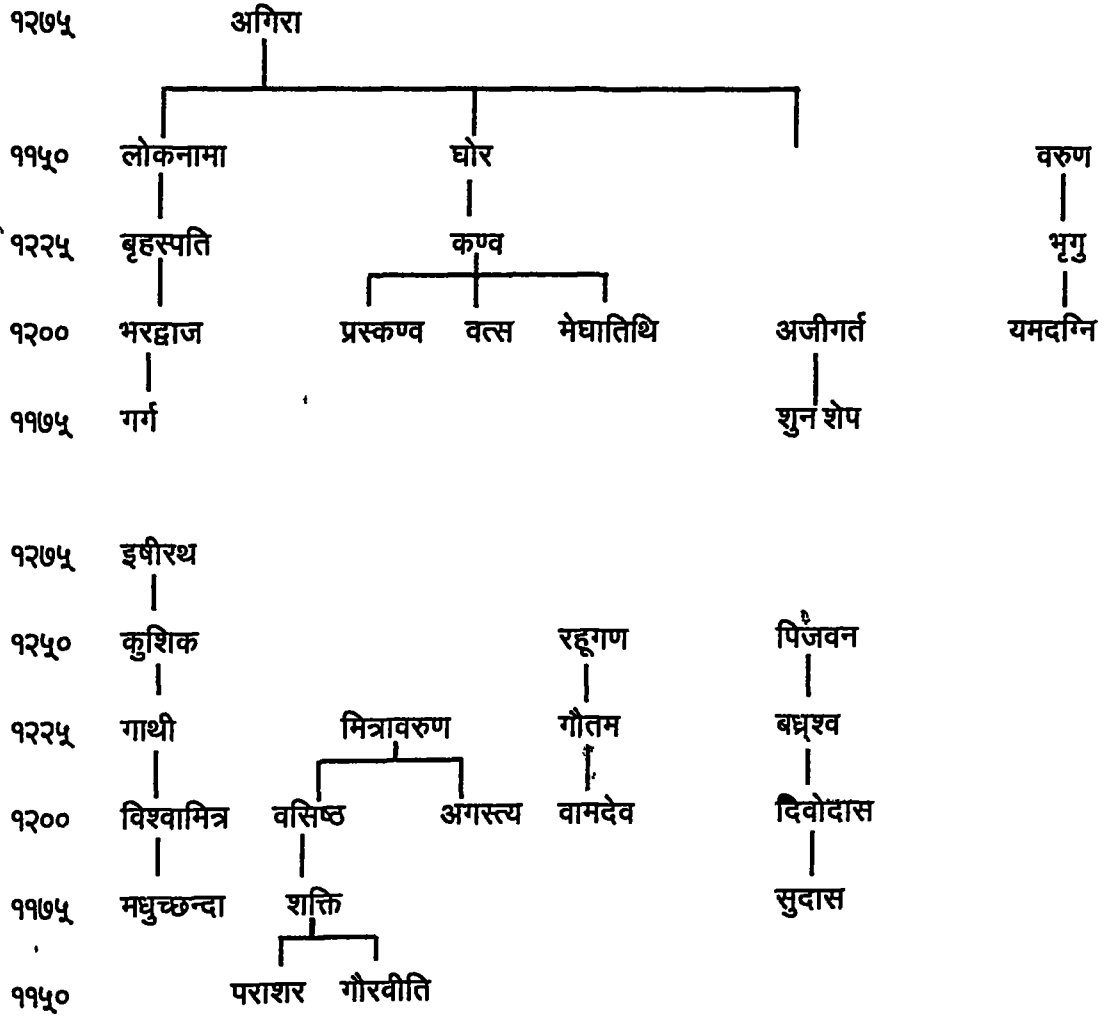 १२७५ अगिरा
११५० लोकनामा घोर वरुण
१२२५ बृहस्पति कण्व भृगु
१२०० भरद्वाज प्रस्कण्व वत्स मेघातिथि अजीगर्त यमदग्नि
११७५ गर्ग शुन शेप
१२७५ इषीरथ
१२५० कुशिक रहूगण पिजवन
१२२५ गाथी मित्रावरुण गौतम बध्र्श्व
१२०० विश्वामित्र वसिष्ठ अगस्त्य वामदेव दिवोदास
११७५ मधुच्छन्दा शक्ति सुदास
११५० पराशर गौरवीति